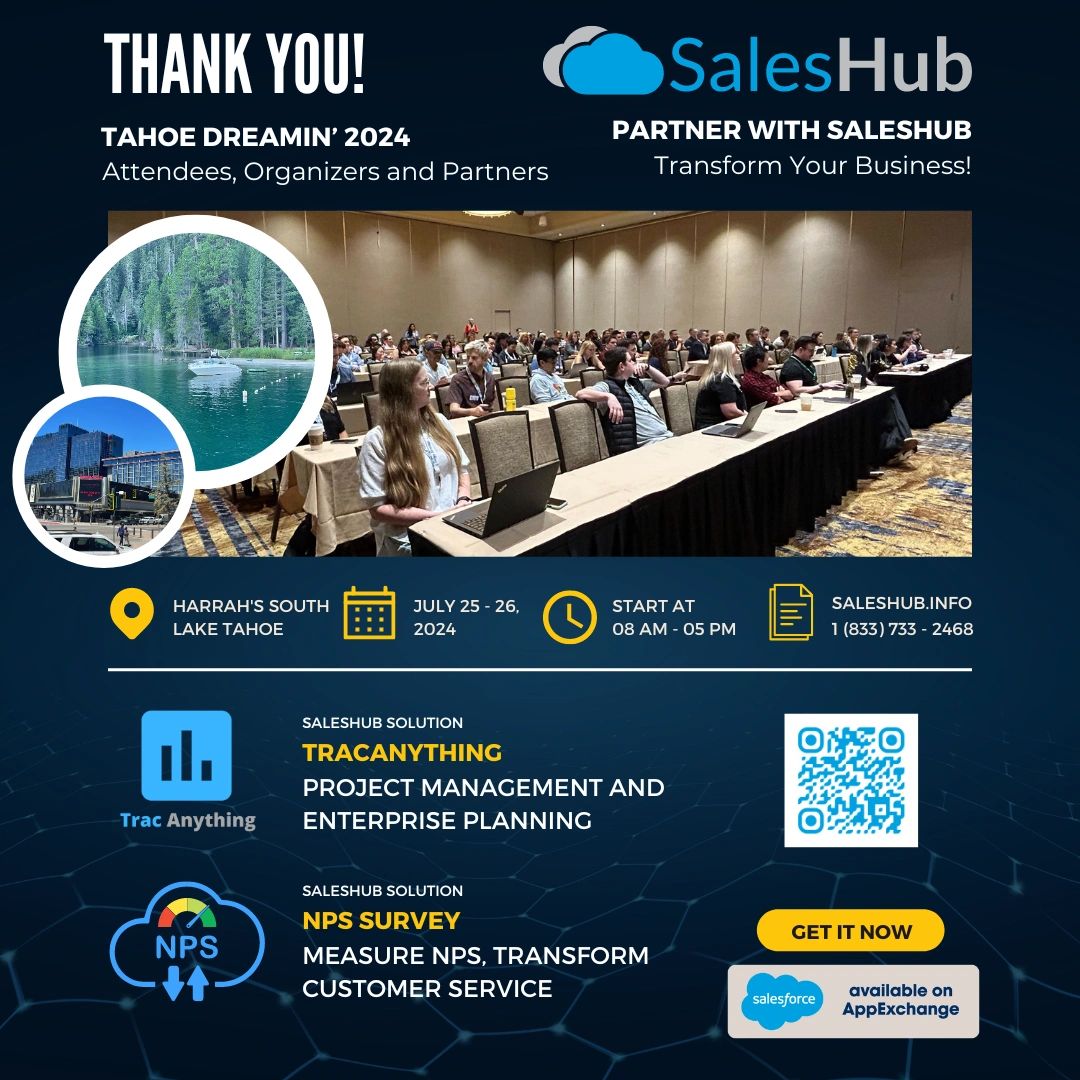 THANK YOU!
TAHOE DREAMIN’ 2024
Attendees, Organizers and Partners
SalesHub
PARTNER WITH SALESHUB
Transform Your Business!
HARRAH'S SOUTH
LAKE TAHOE
JULY 25 - 26,
2024
START AT
08 AM - 05 PM
SALESHUB.INFO
1 (833) 733 - 2468
Trac Anything
SALESHUB SOLUTION
TRACANYTHING
PROJECT MANAGEMENT AND
ENTERPRISE PLANNING
NPS
SALESHUB SOLUTION
NPS SURVEY
MEASURE NPS, TRANSFORM
CUSTOMER SERVICE
GET IT NOW
salesforce
available on
AppExchange